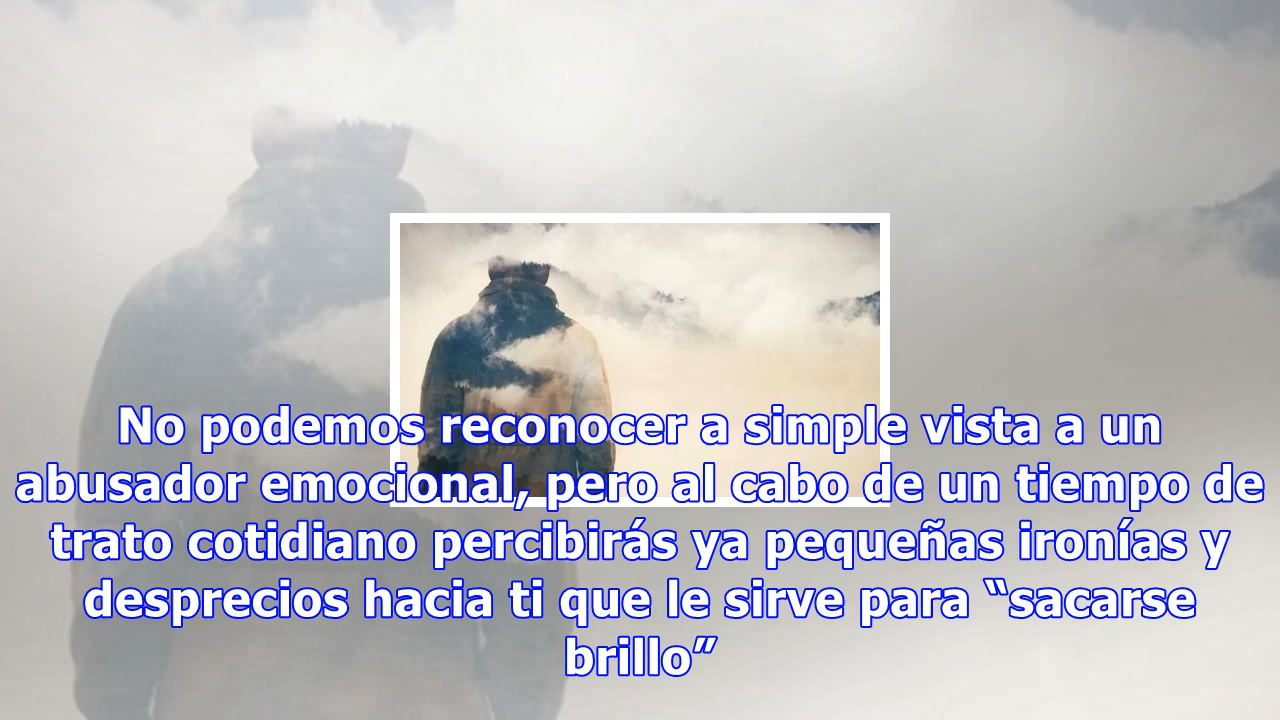 No podemos reconocer a simple vista a un
abusador emocional, pero al cabo de un tiempo de
trato cotidiano percibirás ya pequeñas ironías y
desprecios hacia ti que le sirve para “sacarse
brillo”